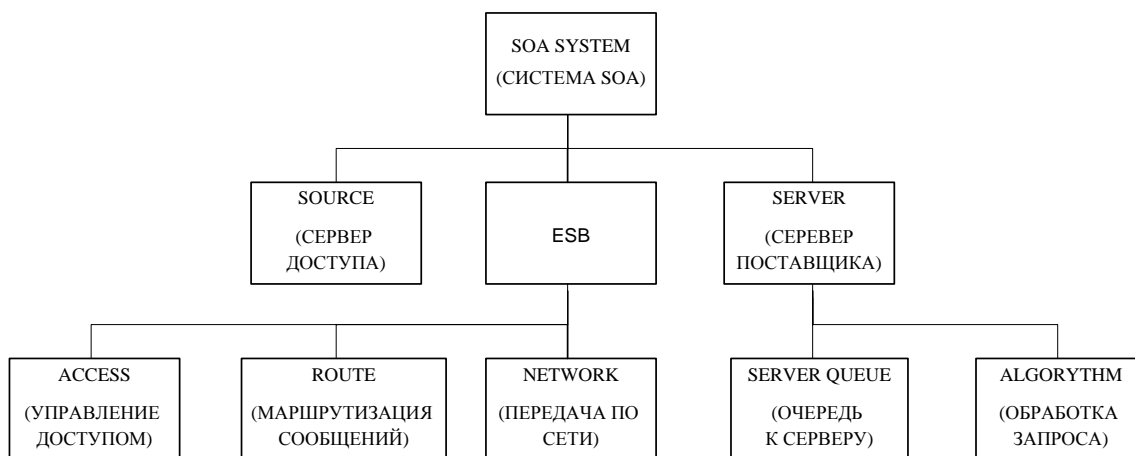 SOA SYSTEM
(СИСТЕМА SOA)
SOURCE
(СЕРВЕР
ДОСТУПА)
ESB
SERVER
(СЕРЕВЕР
ПОСТАВЩИКА)
ACCESS
(УПРАВЛЕНИЕ
ДОСТУПОМ)
ROUTE
(МАРШРУТИЗАЦИЯ
СООБЩЕНИЙ)
NETWORK
(ПЕРЕДАЧА ПО
СЕТИ)
SERVER QUEUE
(ОЧЕРЕДЬ
К СЕРВЕРУ)
ALGORYTHM
(ОБРАБОТКА
ЗАПРОСА)